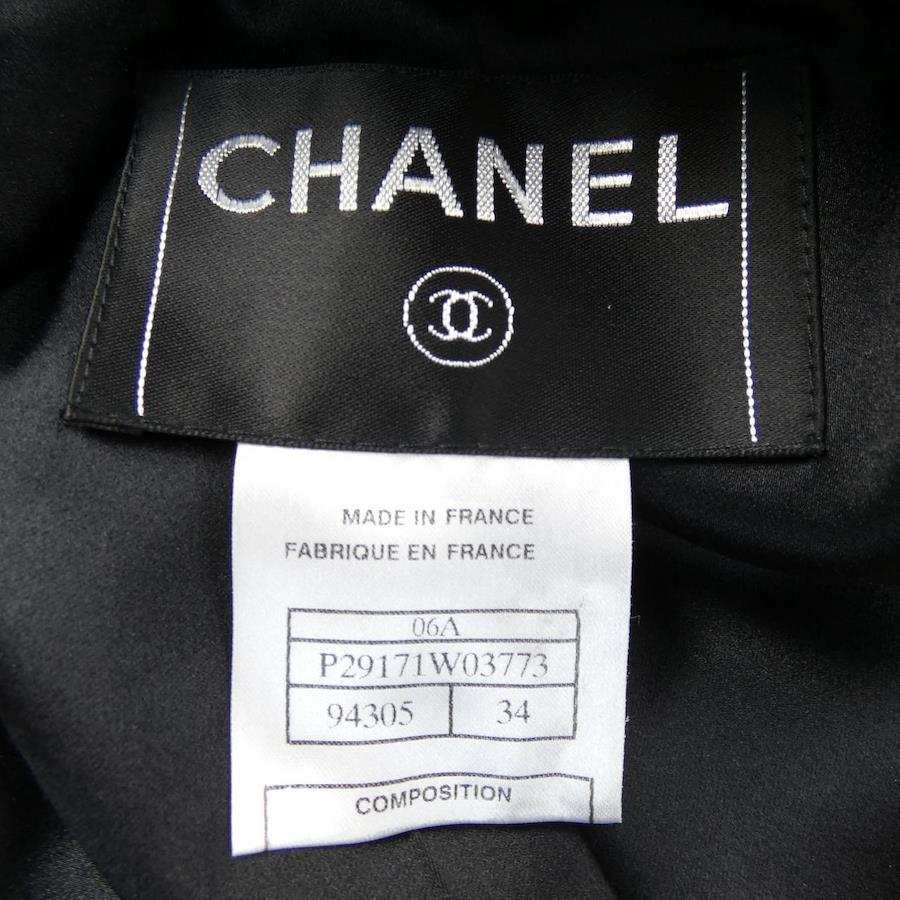 CHANEL
MADE IN FRANCE
FABRIQUE EN FRANCE
06A
P29171W03773
94305 34
COMPOSITION